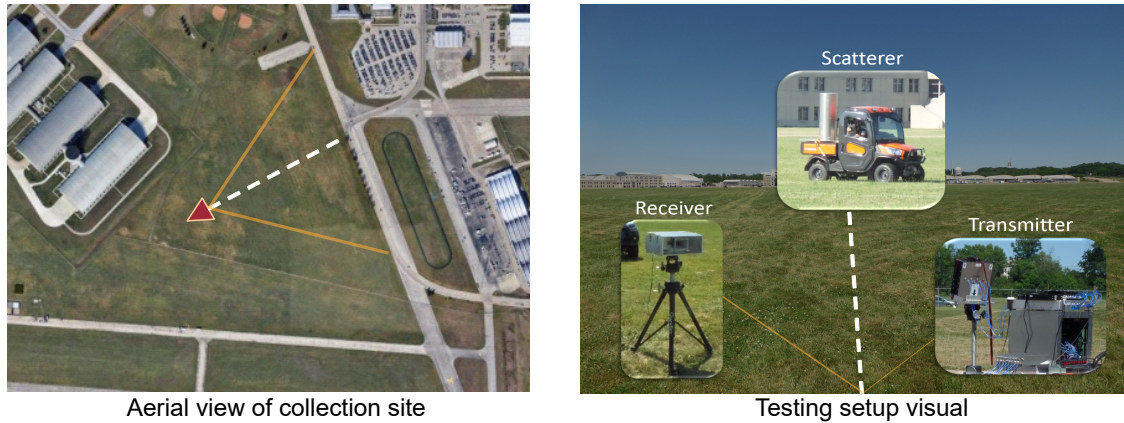 Scatterer
Receiver
Transmitter
Aerial view of collection site
Testing setup visual